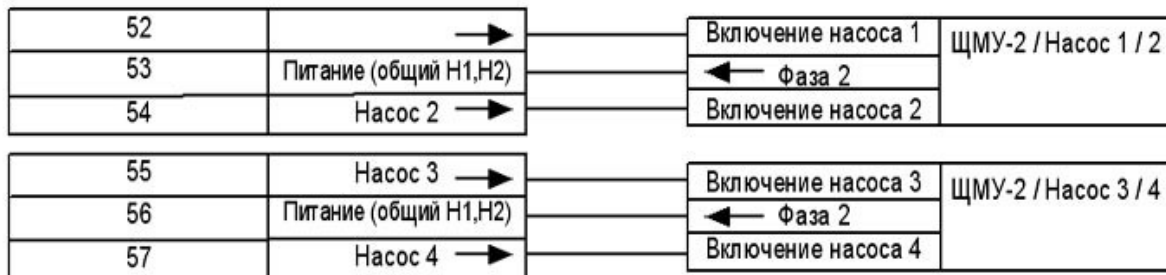 52 Включение насоса 1 ЩМУ-2 / Насос 1 / 2
53 Питание (общий Н1,Н2) Фаза 2
54 Насос 2 Включение насоса 2
55 Насос 3 Включение насоса 3 ЩМУ-2 / Насос 3 / 4
56 Питание (общий Н1,Н2) Фаза 2
57 Насос 4 Включение насоса 4